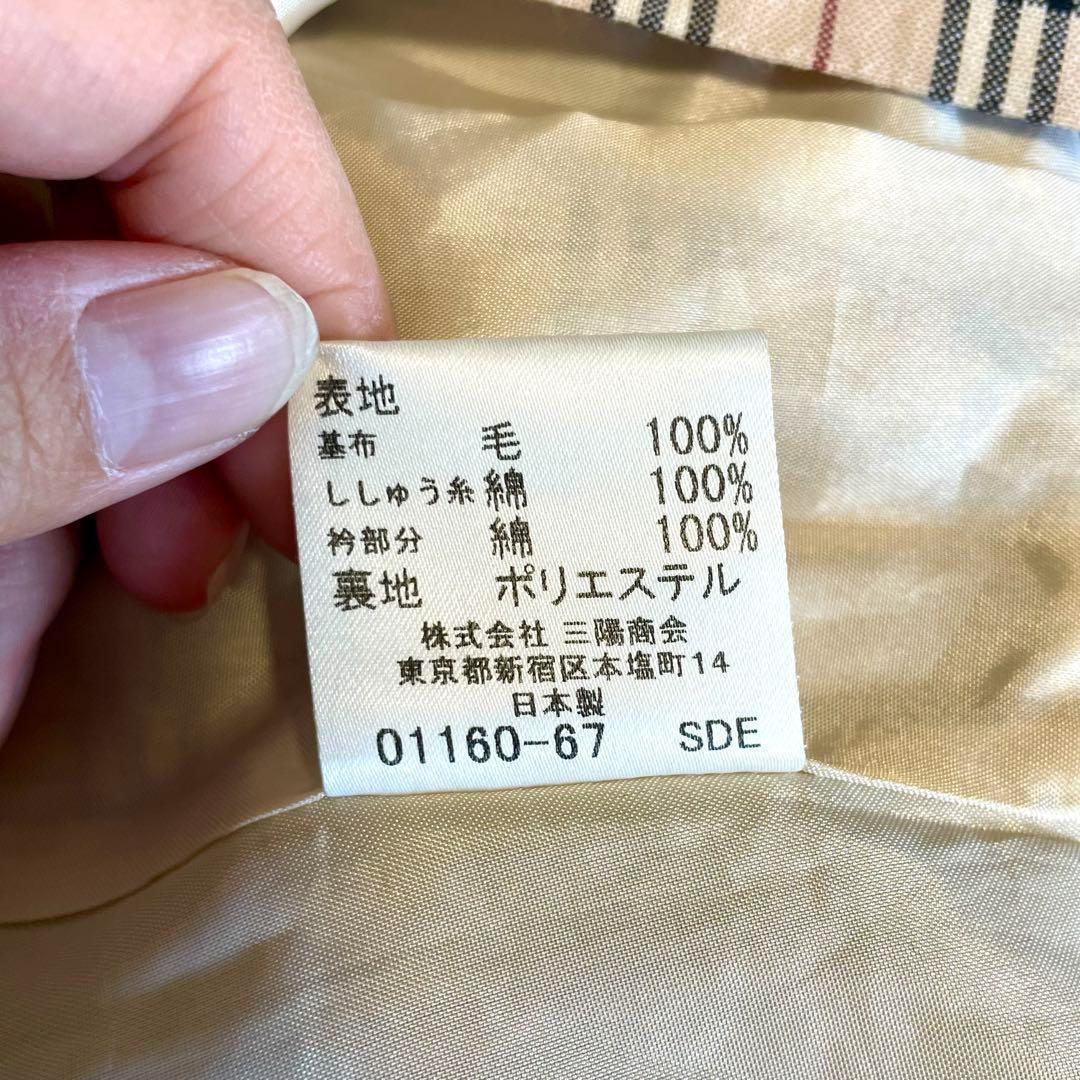 表地
基布 毛 100%
ししゅう糸 綿 100%
衿部分 綿 100%
裏地 ポリエステル
株式会社 三陽商会
東京都新宿区本塩町14
日本製
01160-67 SDE